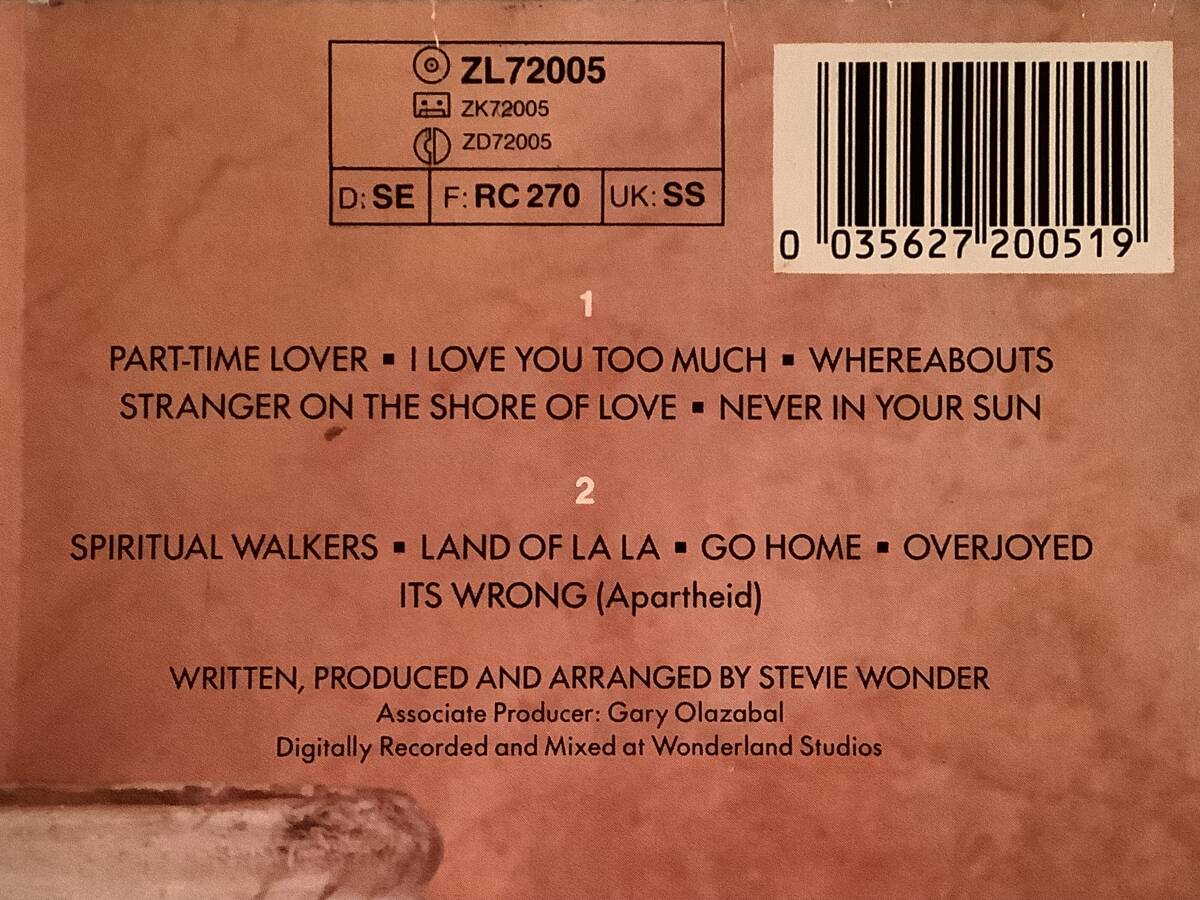 ZL72005
ZK72005
ZD72005
D: SE F: RC 270 UK: SS
0 035627 200519
1
PART-TIME LOVER ▪ I LOVE YOU TOO MUCH ▪ WHEREABOUTS
STRANGER ON THE SHORE OF LOVE ▪ NEVER IN YOUR SUN
2
SPIRITUAL WALKERS ▪ LAND OF LA LA ▪ GO HOME ▪ OVERJOYED
ITS WRONG (Apartheid)
WRITTEN, PRODUCED AND ARRANGED BY STEVIE WONDER
Associate Producer: Gary Olazabal
Digitally Recorded and Mixed at Wonderland Studios